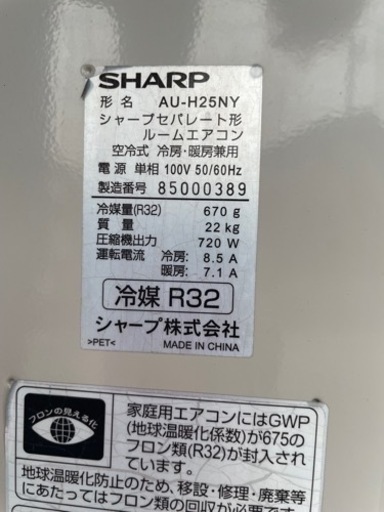 SHARP
形名 AU-H25NY
シャープセパレート形
ルームエアコン
空冷式 冷房・暖房兼用
電源 単相 100V 50/60Hz
製造番号 85000389
冷媒量(R32) 670 g
質量 22 kg
圧縮機出力 720 W
運転電流 冷房: 8.5 A
暖房: 7.1 A
冷媒 R32
シャープ株式会社
>PET< MADE IN CHINA
フロンの見える化
家庭用エアコンにはGWP
(地球温暖化係数)が675の
フロン類(R32)が封入され
ています。
地球温暖化防止のため、移設・修理・廃棄等
にあたってはフロン類の回収が必要で